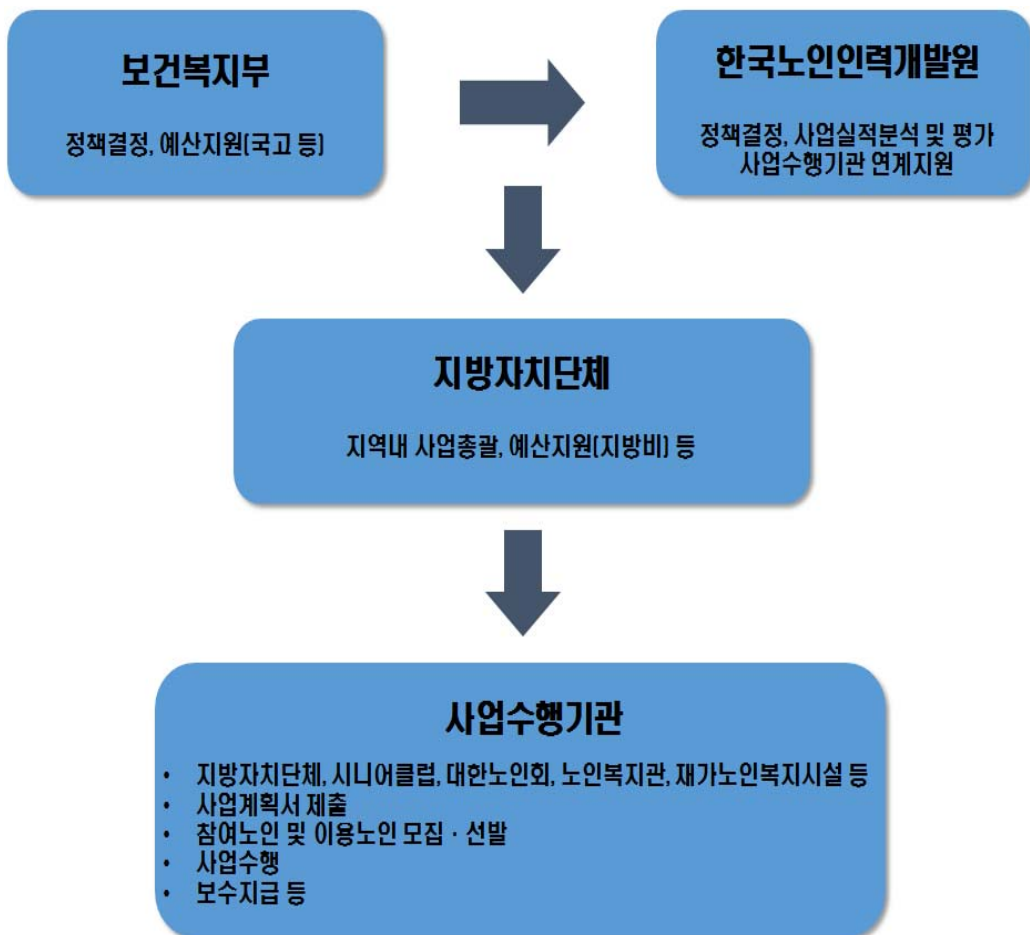 보건복지부
정책결정, 예산지원(국고 등)
한국노인인력개발원
정책결정, 사업실적분석 및 평가
사업수행기관 연계지원
지방자치단체
지역내 사업총괄, 예산지원(지방비) 등
사업수행기관
• 지방자치단체, 시니어클럽, 대한노인회, 노인복지관, 재가노인복지시설 등
• 사업계획서 제출
• 참여노인 및 이용노인 모집 · 선발
• 사업수행
• 보수지급 등